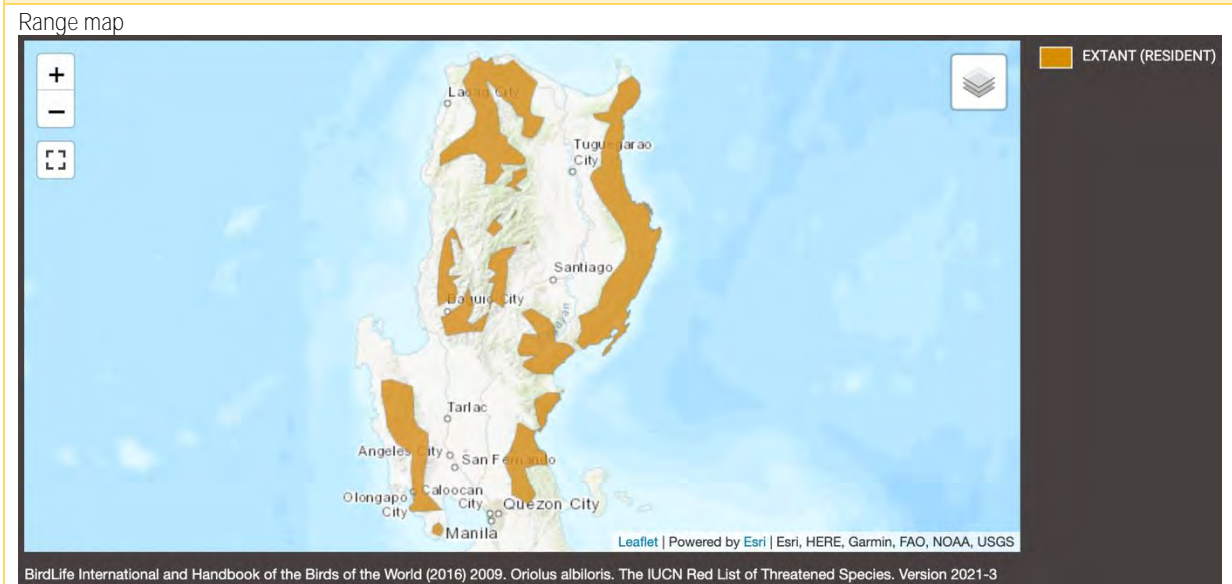 Range map
+
−
EXTANT (RESIDENT)
Laoag City
Tuguegarao
City
Santiago
Baguio City
Tarlac
Angeles City
San Fernando
Olongapo
City
Caloocan
City
Quezon City
Manila
Leaflet | Powered by Esri | Esri, HERE, Garmin, FAO, NOAA, USGS
BirdLife International and Handbook of the Birds of the World (2016) 2009. Oriolus albiloris. The IUCN Red List of Threatened Species. Version 2021-3